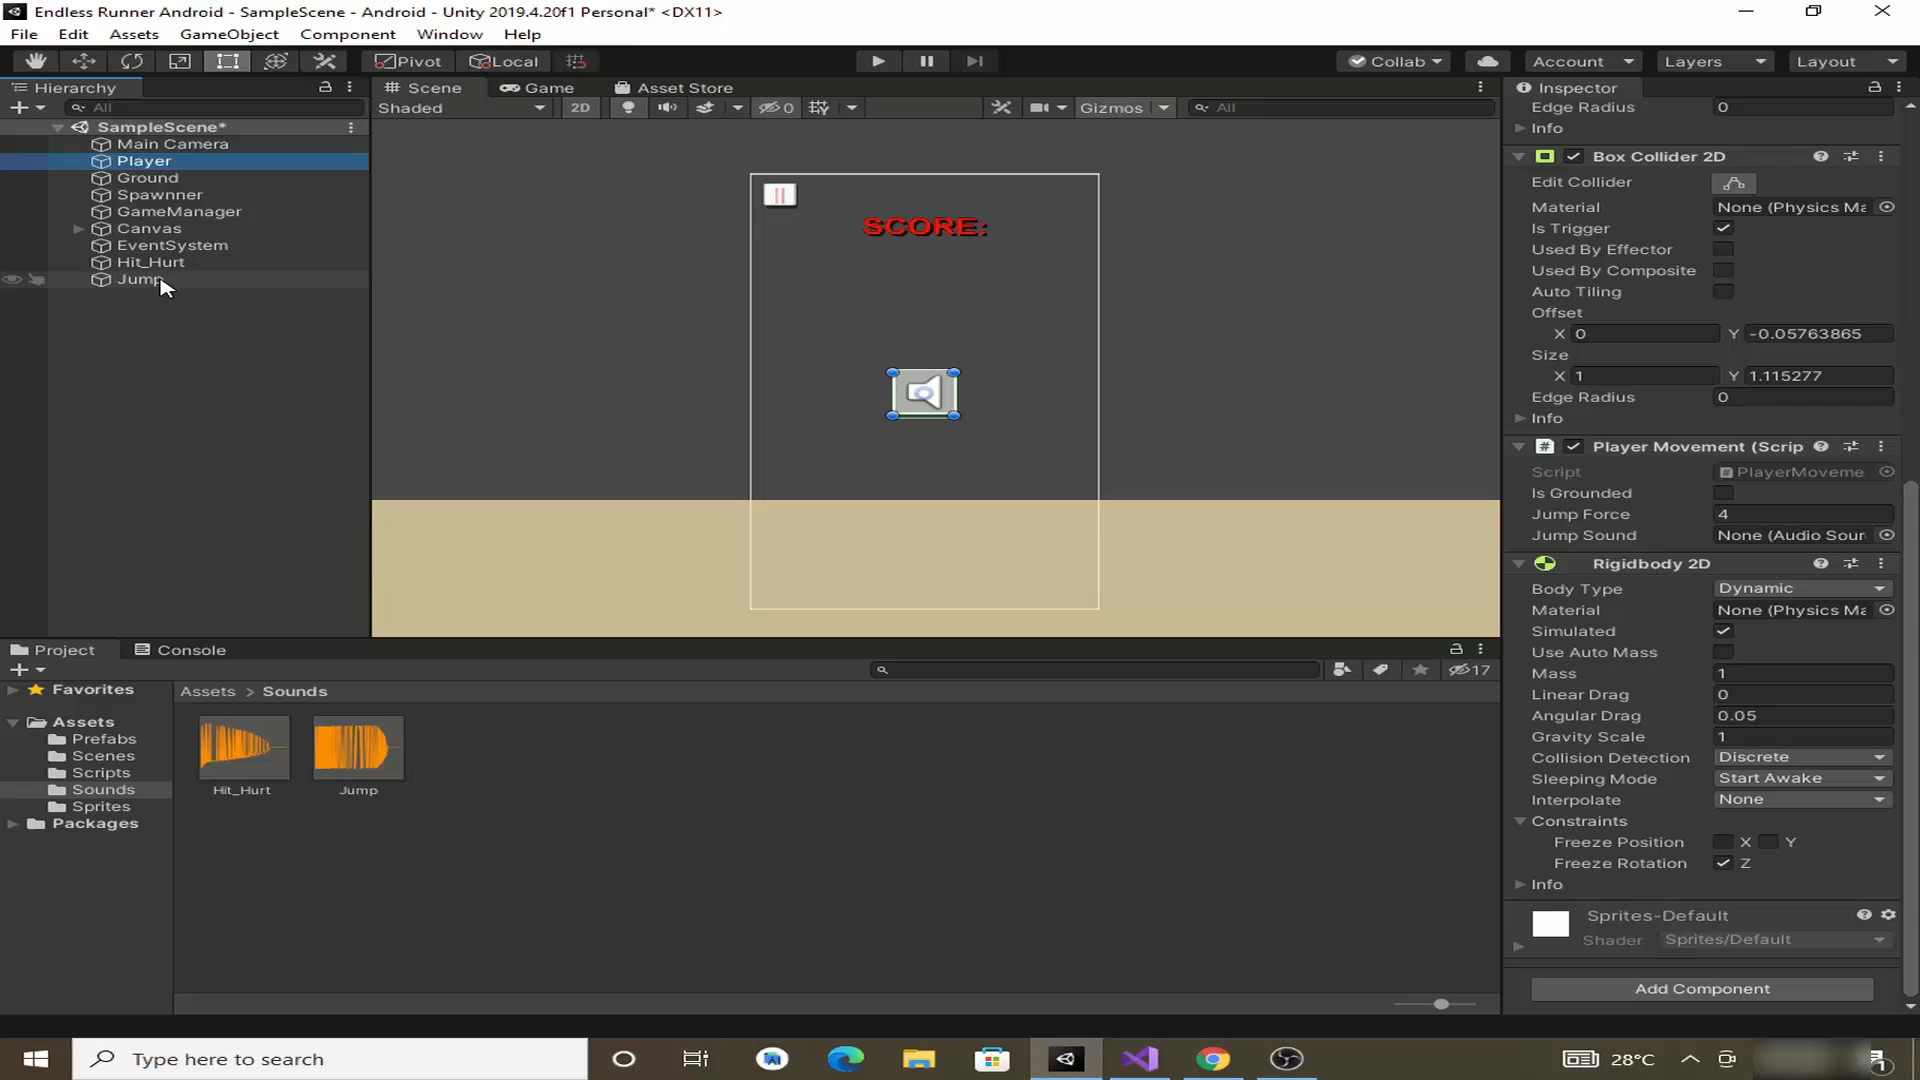 Endless Runner Android - SampleScene - Android - Unity 2019.4.20f1 Personal* <DX11>
File Edit Assets GameObject Component Window Help
Pivot Local Collab Account Layers Layout
Hierarchy
All
SampleScene*
Main Camera
Player
Ground
Spawnner
GameManager
Canvas
EventSystem
Hit_Hurt
Jump
Scene Game Asset Store
Shaded 2D 0 Gizmos All
SCORE:
Inspector
Edge Radius 0
Info
Box Collider 2D
Edit Collider
Material None (Physics Ma
Is Trigger
Used By Effector
Used By Composite
Auto Tiling
Offset
X 0 Y -0.05763865
Size
X 1 Y 1.115277
Edge Radius 0
Info
# Player Movement (Scrip
Script PlayerMoveme
Is Grounded
Jump Force 4
Jump Sound None (Audio Sour
Rigidbody 2D
Body Type Dynamic
Material None (Physics Ma
Simulated
Use Auto Mass
Mass 1
Linear Drag 0
Angular Drag 0.05
Gravity Scale 1
Collision Detection Discrete
Sleeping Mode Start Awake
Interpolate None
Constraints
Freeze Position X Y
Freeze Rotation Z
Info
Sprites-Default
Shader Sprites/Default
Add Component
Project Console
17
Favorites
Assets
Prefabs
Scenes
Scripts
Sounds
Sprites
Packages
Assets > Sounds
Hit_Hurt Jump
Type here to search
28°C
1